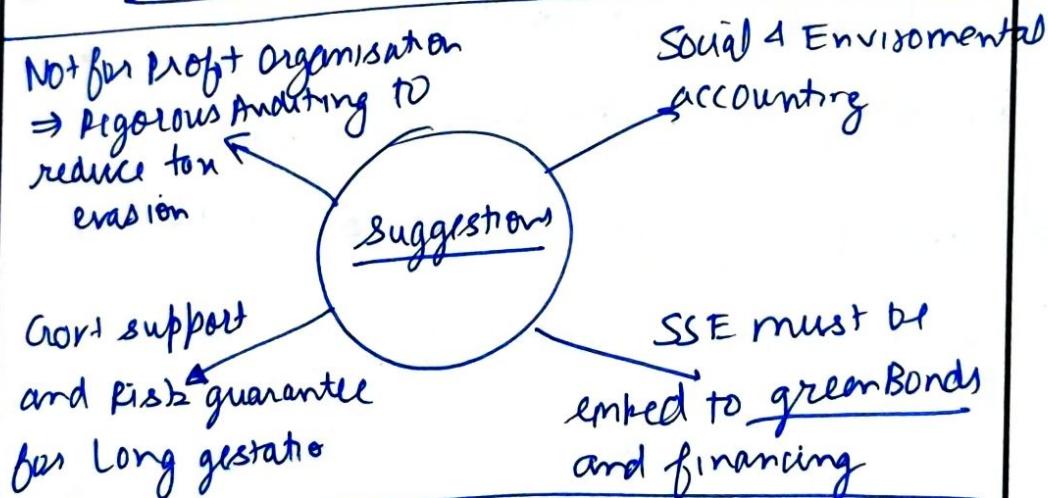 Not for Profit Organisation
⇒ Rigorous Auditing to
reduce tax
evasion
Social & Enviromental
accounting
suggestions
Govt support
and Risk guarantee
for Long gestatio
SSE must be
emked to green Bonds
and financing